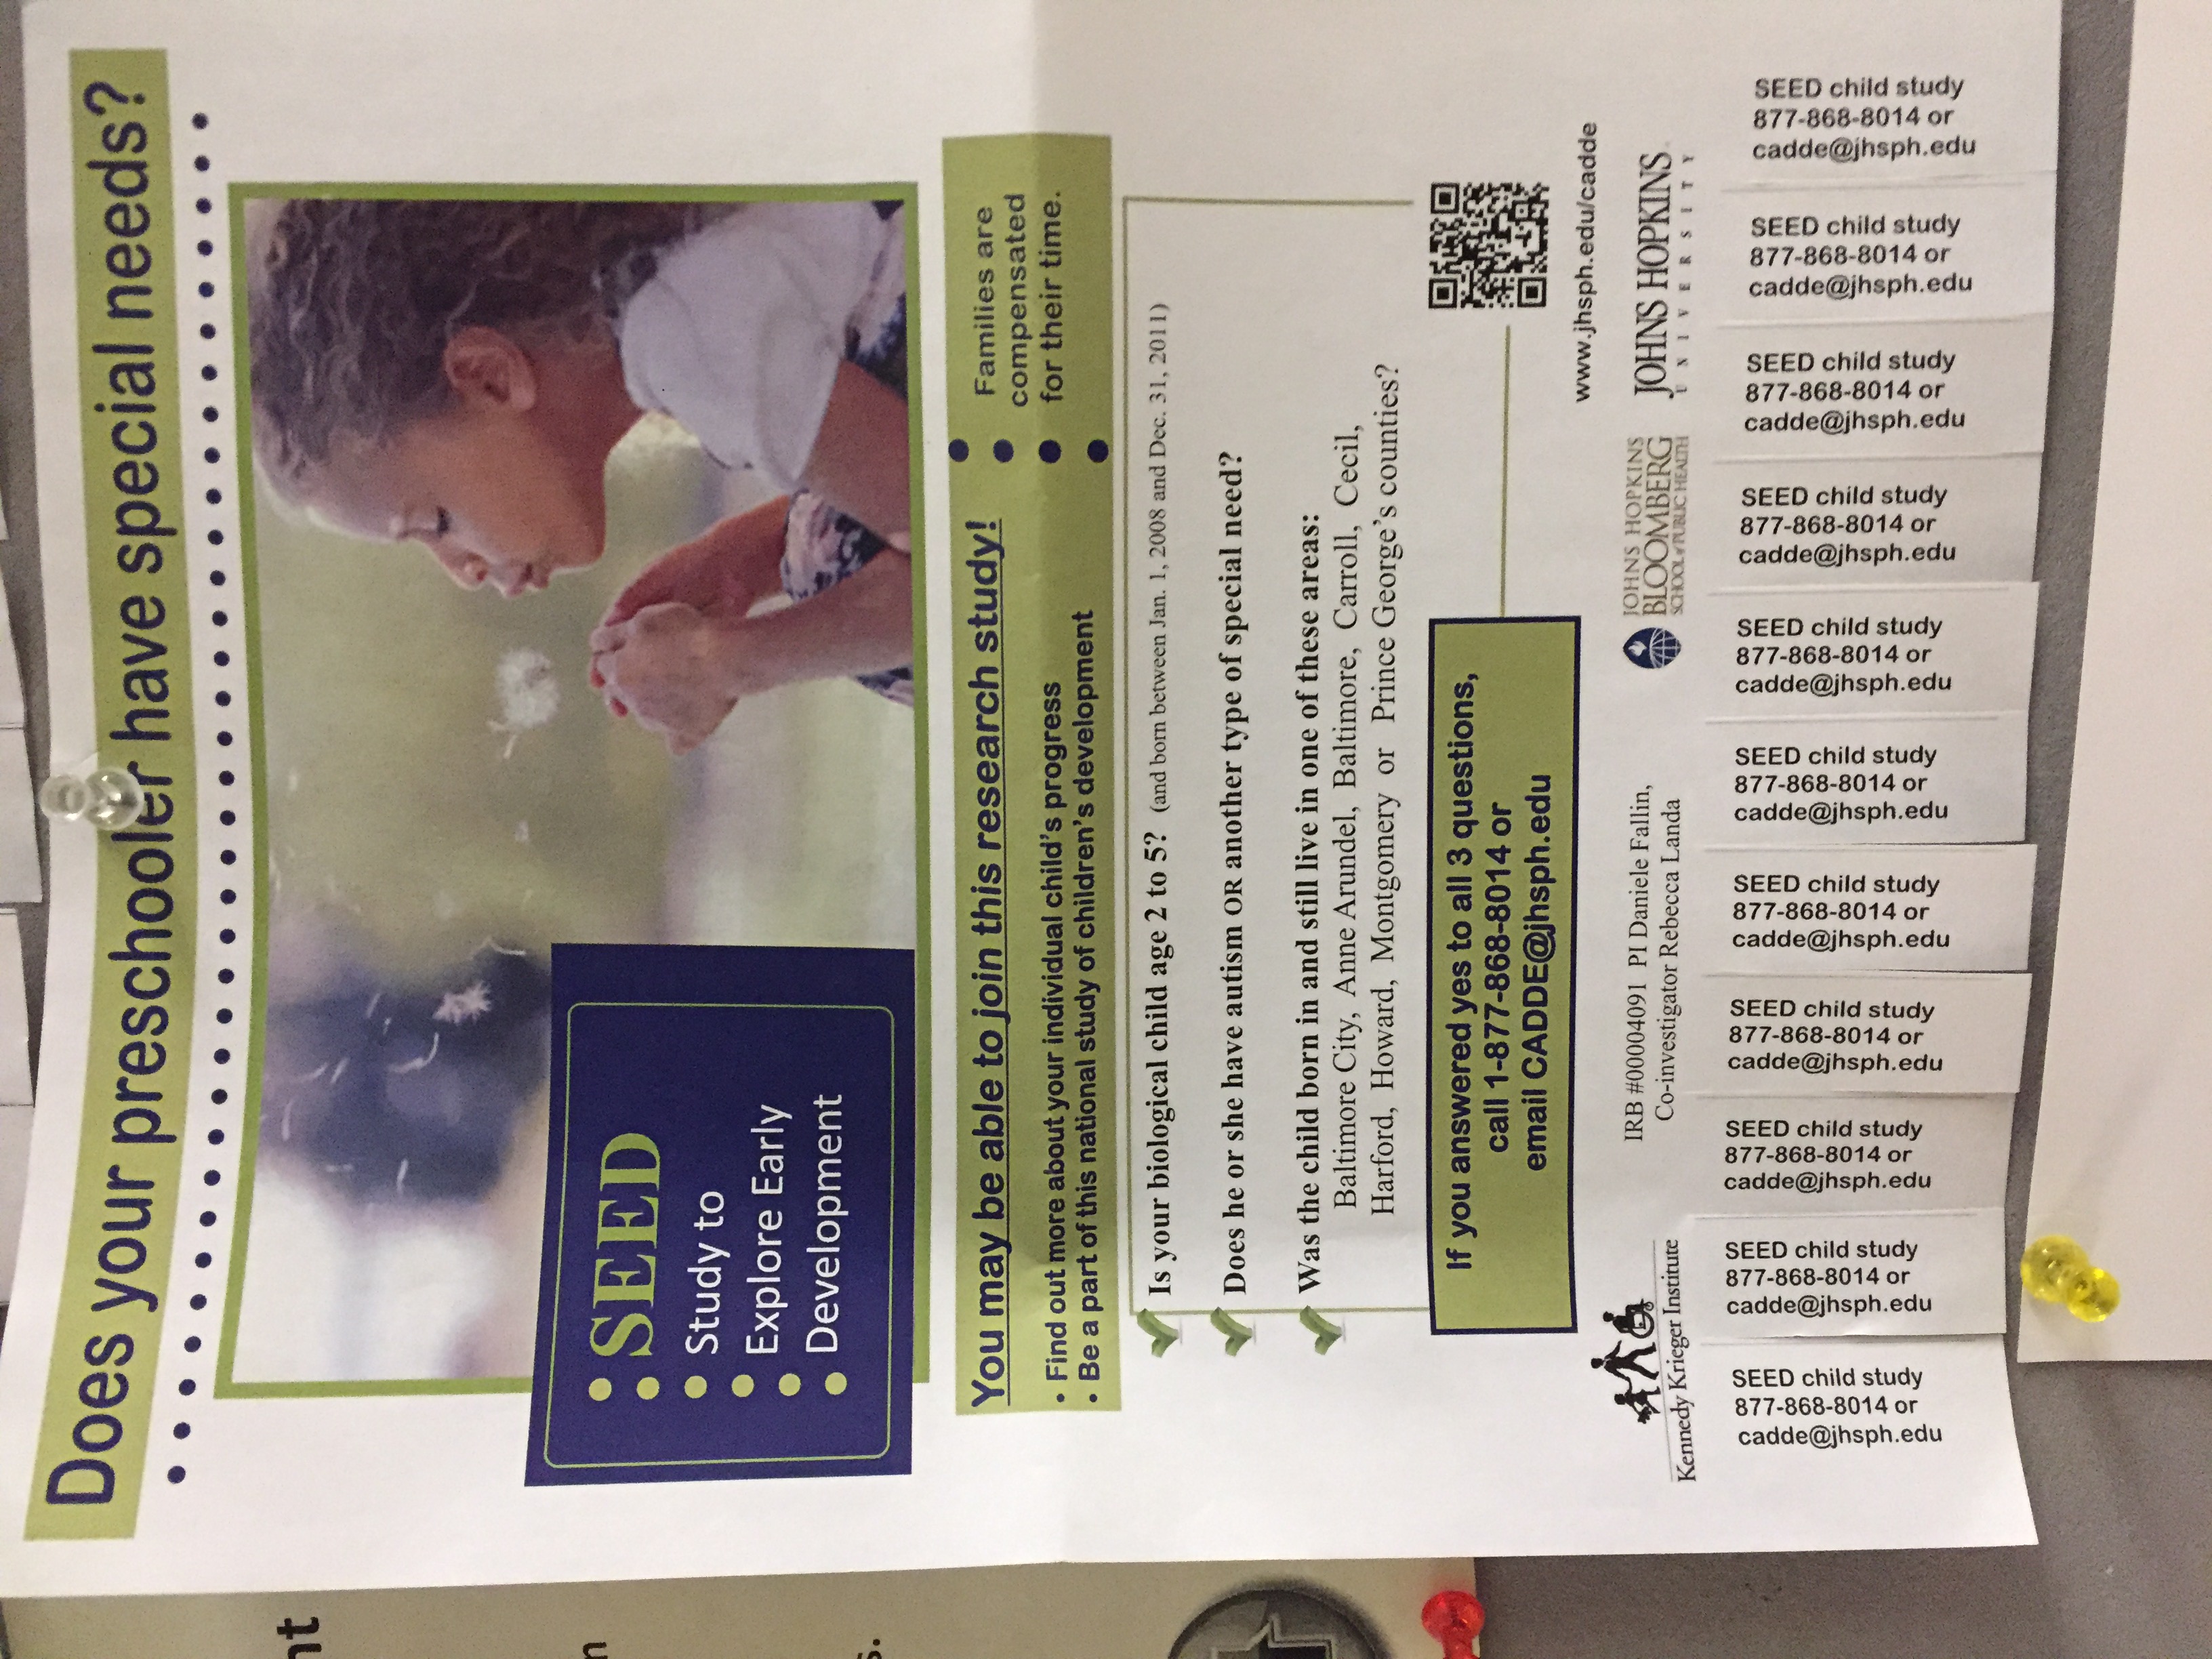 Does your preschooler have special needs?
nt
n
s.
SEED
Study to
Explore Early
Development
You may be able to join this research study!
• Find out more about your individual child's progress
• Be a part of this national study of children's development
Families are
compensated
for their time.
Is your biological child age 2 to 5? (and born between Jan. 1, 2008 and Dec. 31, 2011)
Does he or she have autism OR another type of special need?
Was the child born in and still live in one of these areas:
Baltimore City, Anne Arundel, Baltimore, Carroll, Cecil,
Harford, Howard, Montgomery or Prince George's counties?
If you answered yes to all 3 questions,
call 1-877-868-8014 or
email CADDE@jhsph.edu
www.jhsph.edu/cadde
Kennedy Krieger Institute
IRB #00004091 PI Daniele Fallin,
Co-investigator Rebecca Landa
JOHNS HOPKINS
BLOOMBERG
SCHOOL of PUBLIC HEALTH
JOHNS HOPKINS
UNIVERSITY
SEED child study
877-868-8014 or
cadde@jhsph.edu
SEED child study
877-868-8014 or
cadde@jhsph.edu
SEED child study
877-868-8014 or
cadde@jhsph.edu
SEED child study
877-868-8014 or
cadde@jhsph.edu
SEED child study
877-868-8014 or
cadde@jhsph.edu
SEED child study
877-868-8014 or
cadde@jhsph.edu
SEED child study
877-868-8014 or
cadde@jhsph.edu
SEED child study
877-868-8014 or
cadde@jhsph.edu
SEED child study
877-868-8014 or
cadde@jhsph.edu
SEED child study
877-868-8014 or
cadde@jhsph.edu
SEED child study
877-868-8014 or
cadde@jhsph.edu